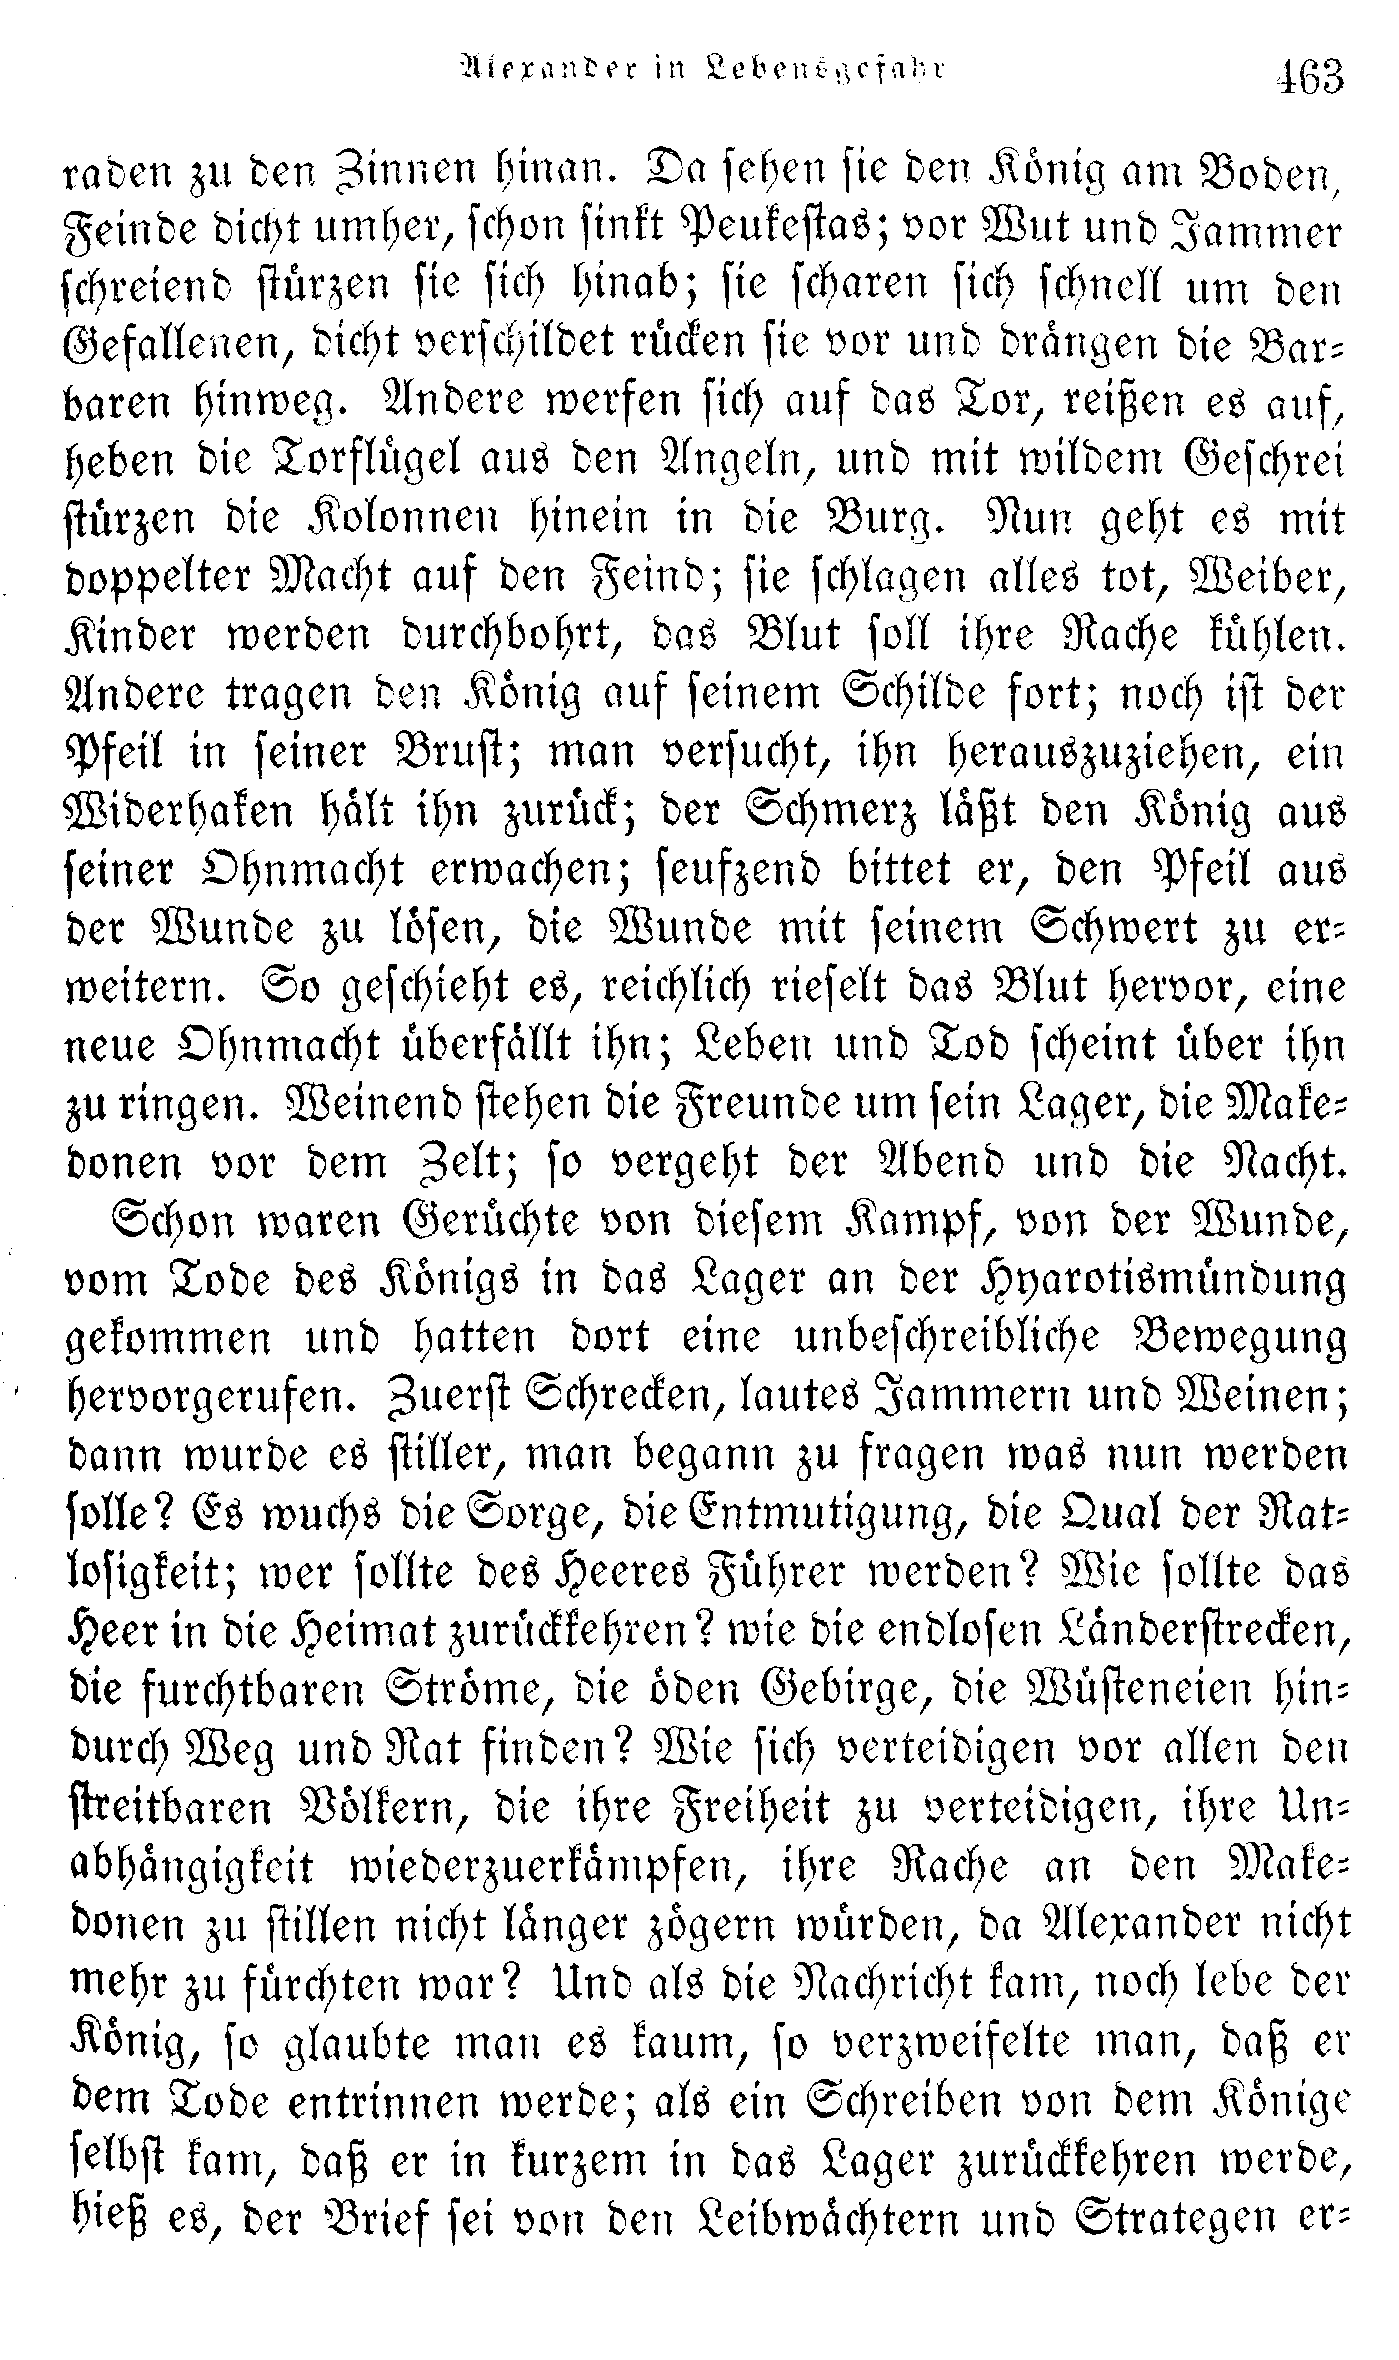 Alexander in Lebensgefahr 463
raden zu den Zinnen hinan. Da sehen sie den König am Boden,
Feinde dicht umher, schon sinkt Peukestas; vor Wut und Jammer
schreiend stürzen sie sich hinab; sie scharen sich schnell um den
Gefallenen, dicht verschildet rücken sie vor und drängen die Bar-
baren hinweg. Andere werfen sich auf das Tor, reißen es auf,
heben die Torflügel aus den Angeln, und mit wildem Geschrei
stürzen die Kolonnen hinein in die Burg. Nun geht es mit
doppelter Macht auf den Feind; sie schlagen alles tot, Weiber,
Kinder werden durchbohrt, das Blut soll ihre Rache kühlen.
Andere tragen den König auf seinem Schilde fort; noch ist der
Pfeil in seiner Brust; man versucht, ihn herauszuziehen, ein
Widerhaken hält ihn zurück; der Schmerz läßt den König aus
seiner Ohnmacht erwachen; seufzend bittet er, den Pfeil aus
der Wunde zu lösen, die Wunde mit seinem Schwert zu er-
weitern. So geschieht es, reichlich rieselt das Blut hervor, eine
neue Ohnmacht überfällt ihn; Leben und Tod scheint über ihn
zu ringen. Weinend stehen die Freunde um sein Lager, die Make-
donen vor dem Zelt; so vergeht der Abend und die Nacht.
Schon waren Gerüchte von diesem Kampf, von der Wunde,
vom Tode des Königs in das Lager an der Hyarotismündung
gekommen und hatten dort eine unbeschreibliche Bewegung
hervorgerufen. Zuerst Schrecken, lautes Jammern und Weinen;
dann wurde es stiller, man begann zu fragen was nun werden
solle? Es wuchs die Sorge, die Entmutigung, die Qual der Rat-
losigkeit; wer sollte des Heeres Führer werden? Wie sollte das
Heer in die Heimat zurückkehren? wie die endlosen Länderstrecken,
die furchtbaren Ströme, die öden Gebirge, die Wüsteneien hin-
durch Weg und Rat finden? Wie sich verteidigen vor allen den
streitbaren Völkern, die ihre Freiheit zu verteidigen, ihre Un-
abhängigkeit wiederzuerkämpfen, ihre Rache an den Make-
donen zu stillen nicht länger zögern würden, da Alexander nicht
mehr zu fürchten war? Und als die Nachricht kam, noch lebe der
König, so glaubte man es kaum, so verzweifelte man, daß er
dem Tode entrinnen werde; als ein Schreiben von dem Könige
selbst kam, daß er in kurzem in das Lager zurückkehren werde,
hieß es, der Brief sei von den Leibwächtern und Strategen er-